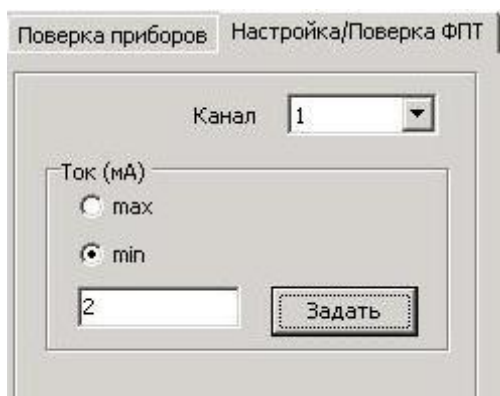 Поверка приборов Настройка/Поверка ФПТ
Канал 1
Ток (мА)
max
min
2 Задать